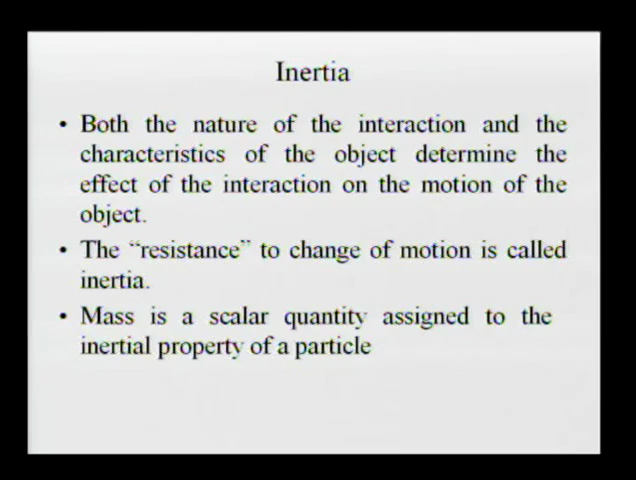 Inertia
• Both the nature of the interaction and the
characteristics of the object determine the
effect of the interaction on the motion of the
object.
• The “resistance” to change of motion is called
inertia.
• Mass is a scalar quantity assigned to the
inertial property of a particle